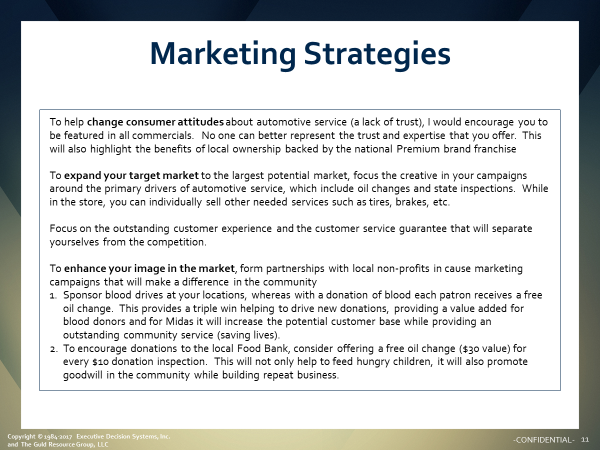 Marketing Strategies
To help change consumer attitudes about automotive service (a lack of trust), I would encourage you to
be featured in all commercials. No one can better represent the trust and expertise that you offer. This
will also highlight the benefits of local ownership backed by the national Premium brand franchise
To expand your target market to the largest potential market, focus the creative in your campaigns
around the primary drivers of automotive service, which include oil changes and state inspections. While
in the store, you can individually sell other needed services such as tires, brakes, etc.
Focus on the outstanding customer experience and the customer service guarantee that will separate
yourselves from the competition.
To enhance your image in the market, form partnerships with local non-profits in cause marketing
campaigns that will make a difference in the community
1. Sponsor blood drives at your locations, whereas with a donation of blood each patron receives a free
oil change. This provides a triple win helping to drive new donations, providing a value added for
blood donors and for Midas it will increase the potential customer base while providing an
outstanding community service (saving lives).
2. To encourage donations to the local Food Bank, consider offering a free oil change ($30 value) for
every $10 donation inspection. This will not only help to feed hungry children, it will also promote
goodwill in the community while building repeat business.
Copyright © 1984-2017 Executive Decision Systems, Inc.
and The Guld Resource Group, LLC
-CONFIDENTIAL- 11